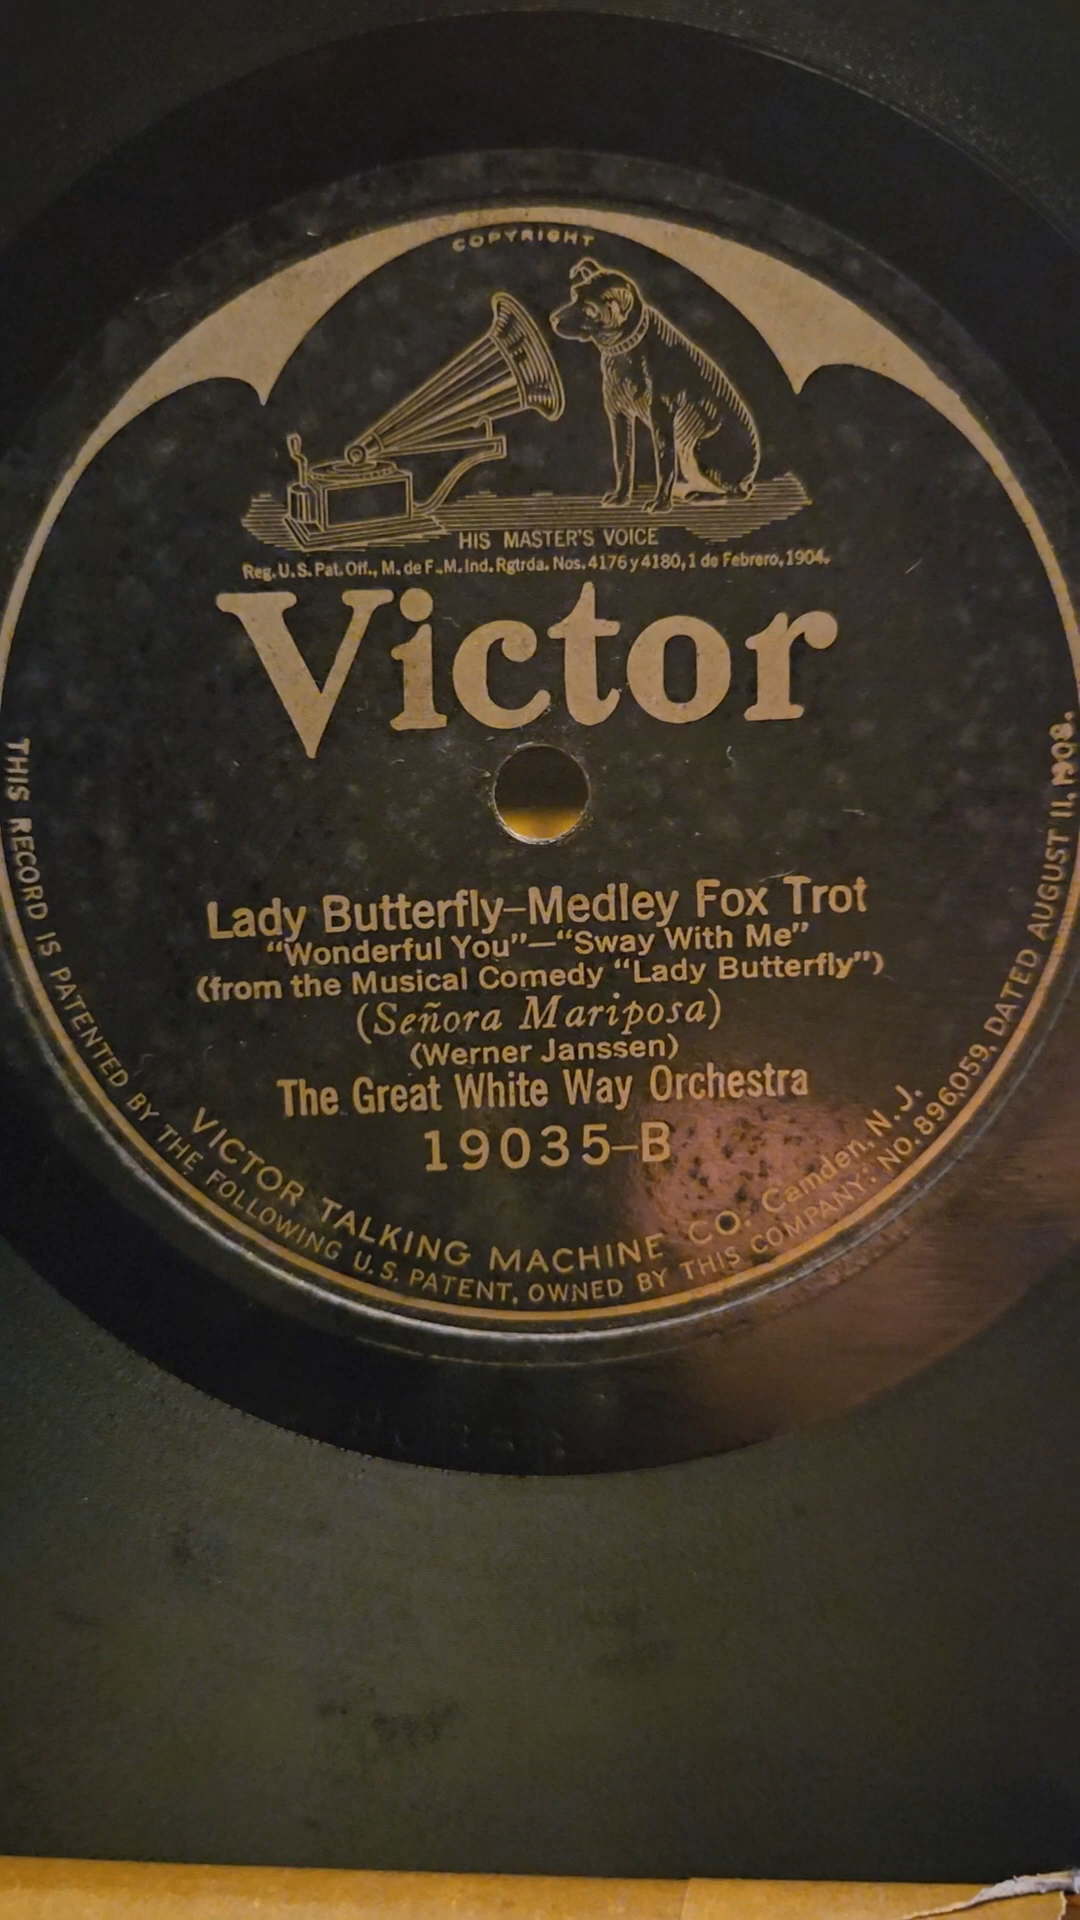 COPYRIGHT
HIS MASTER'S VOICE
Reg. U.S. Pat. Off., M. de F., M. Ind. Rgtrda. Nos. 4176 y 4180, 1 de Febrero, 1904.
Victor
Lady Butterfly–Medley Fox Trot
"Wonderful You"—"Sway With Me"
(from the Musical Comedy "Lady Butterfly")
(Señora Mariposa)
(Werner Janssen)
The Great White Way Orchestra
19035–B
VICTOR TALKING MACHINE CO. Camden, N. J.
THIS RECORD IS PATENTED BY THE FOLLOWING U.S. PATENT, OWNED BY THIS COMPANY: NO. 896,059, DATED AUGUST 11, 1908.